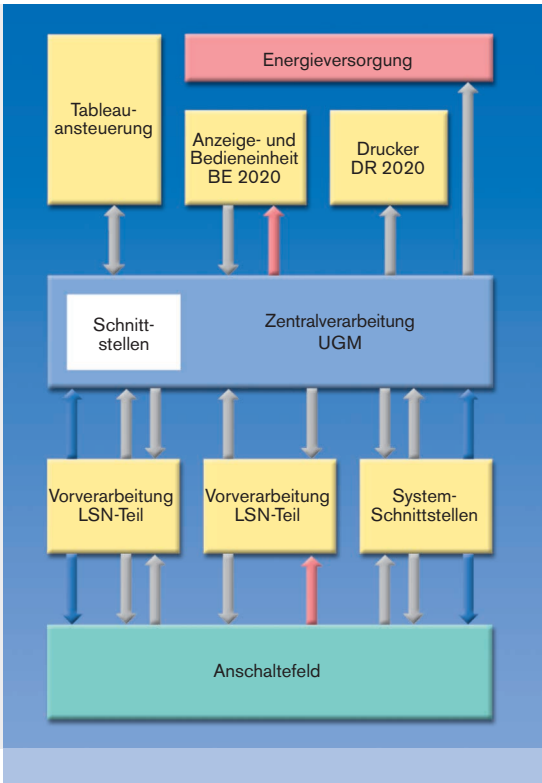 Energieversorgung
Tableau-
ansteuerung
Anzeige- und
Bedieneinheit
BE 2020
Drucker
DR 2020
Schnitt-
stellen
Zentralverarbeitung
UGM
Vorverarbeitung
LSN-Teil
Vorverarbeitung
LSN-Teil
System-
Schnittstellen
Anschaltefeld